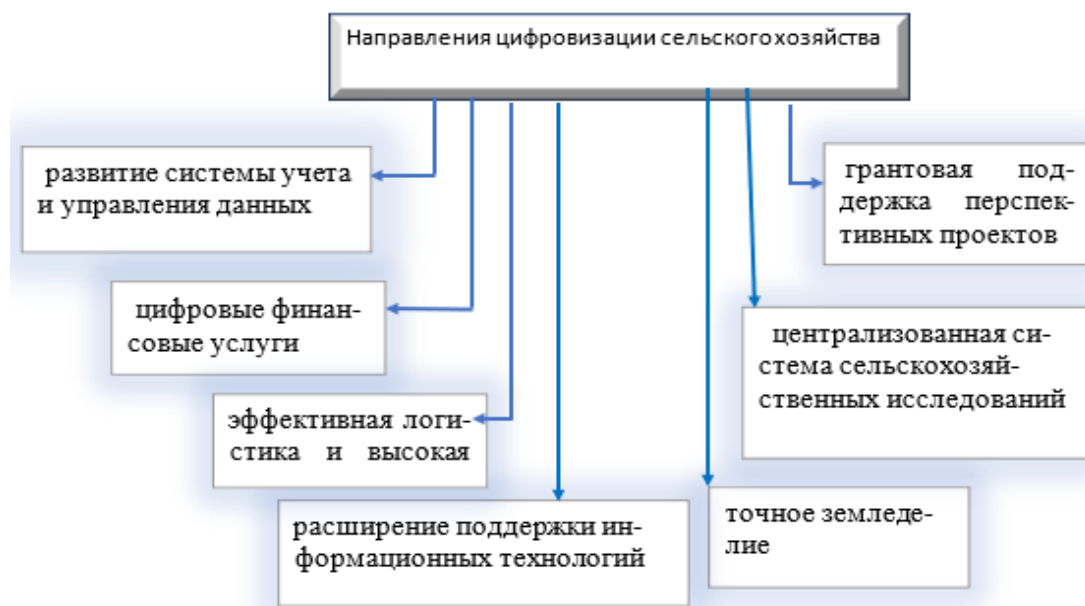 Направления цифровизации сельского хозяйства
развитие системы учета
и управления данных
цифровые финан-
совые услуги
эффективная логи-
стика и высокая
расширение поддержки ин-
формационных технологий
точное земледе-
лие
централизованная си-
стема сельскохозяй-
ственных исследований
грантовая под-
держка перспек-
тивных проектов